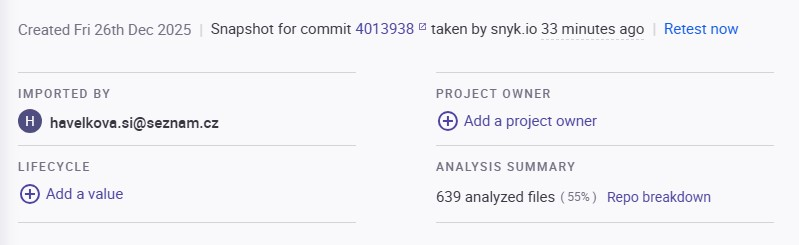 Created Fri 26th Dec 2025 | Snapshot for commit 4013938 taken by snyk.io 33 minutes ago | Retest now
IMPORTED BY
H havelkova.si@seznam.cz
PROJECT OWNER
Add a project owner
LIFECYCLE
Add a value
ANALYSIS SUMMARY
639 analyzed files (55%) Repo breakdown